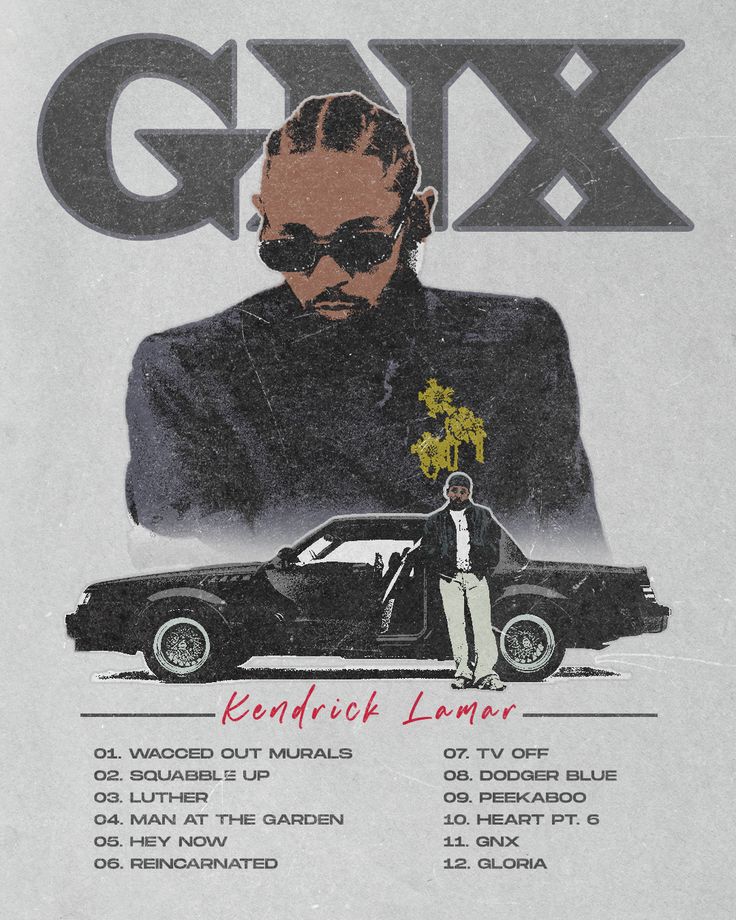 GNX
Kendrick Lamar
01. WACCED OUT MURALS
02. SQUABBLE UP
03. LUTHER
04. MAN AT THE GARDEN
05. HEY NOW
06. REINCARNATED
07. TV OFF
08. DODGER BLUE
09. PEEKABOO
10. HEART PT. 6
11. GNX
12. GLORIA